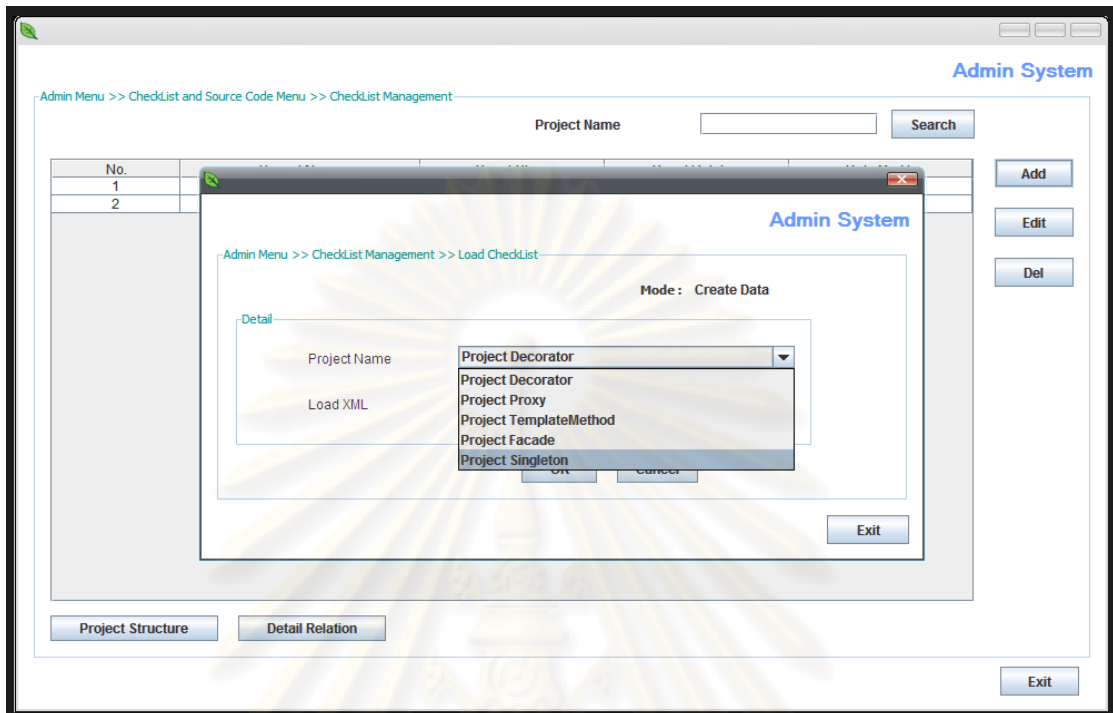 Admin System
Admin Menu >> CheckList and Source Code Menu >> CheckList Management
Project Name
Search
No.
1
2
Add
Edit
Del
Admin System
Admin Menu >> CheckList Management >> Load CheckList
Mode : Create Data
Detail
Project Name
Project Decorator
Project Decorator
Project Proxy
Project TemplateMethod
Project Facade
Project Singleton
Load XML
OK
Cancel
Exit
Project Structure
Detail Relation
Exit